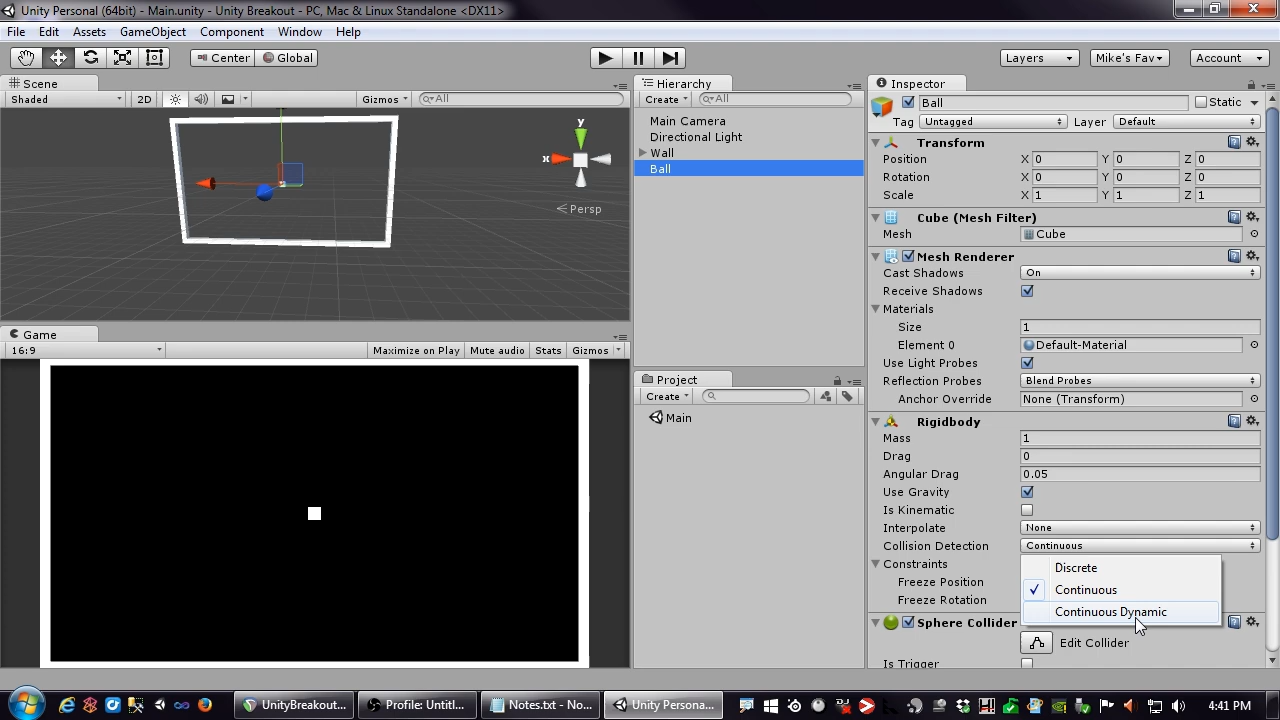 Unity Personal (64bit) - Main.unity - Unity Breakout - PC, Mac & Linux Standalone <DX11>
File Edit Assets GameObject Component Window Help
Center Global Layers Mike's Fav Account
Scene
Shaded 2D Gizmos All
y
x
Persp
Game
16:9 Maximize on Play Mute audio Stats Gizmos
Hierarchy
Create All
Main Camera
Directional Light
Wall
Ball
Project
Create
Main
Inspector
Ball Static
Tag Untagged Layer Default
Transform
Position X 0 Y 0 Z 0
Rotation X 0 Y 0 Z 0
Scale X 1 Y 1 Z 1
Cube (Mesh Filter)
Mesh Cube
Mesh Renderer
Cast Shadows On
Receive Shadows
Materials
Size 1
Element 0 Default-Material
Use Light Probes
Reflection Probes Blend Probes
Anchor Override None (Transform)
Rigidbody
Mass 1
Drag 0
Angular Drag 0.05
Use Gravity
Is Kinematic
Interpolate None
Collision Detection Continuous
Constraints
Freeze Position
Freeze Rotation
Discrete
Continuous
Continuous Dynamic
Sphere Collider
Edit Collider
Is Trigger
UnityBreakout... Profile: Untitl... Notes.txt - No... Unity Persona... 4:41 PM